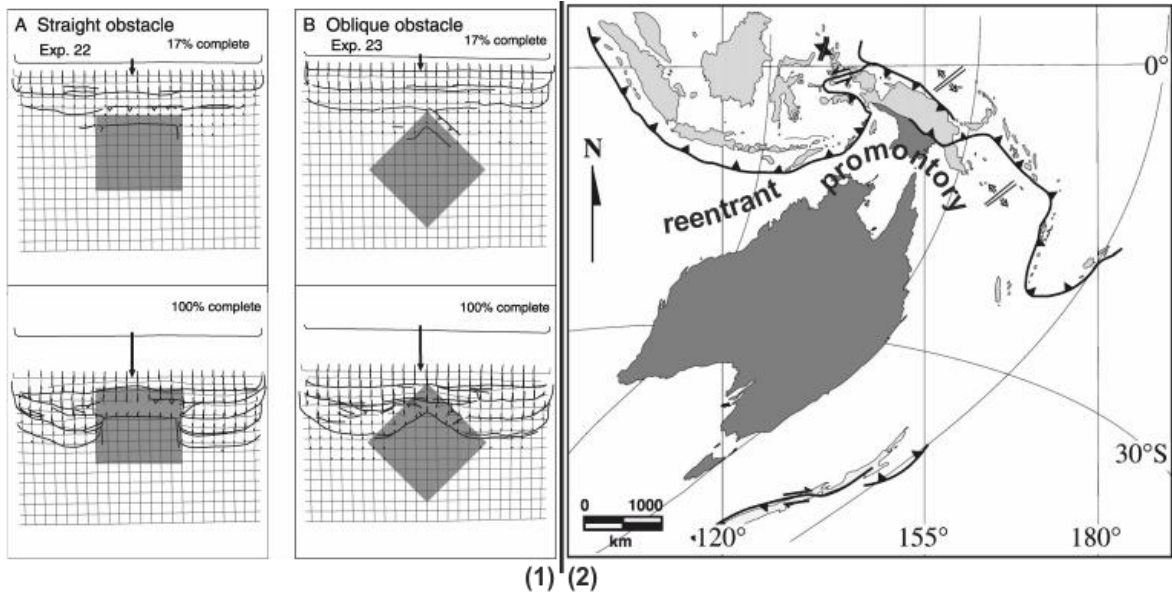 A Straight obstacle
Exp. 22
17% complete
100% complete
B Oblique obstacle
Exp. 23
17% complete
100% complete
(1) (2)
0°
N
reentrant promontory
30°S
0 1000
km
120° 155° 180°